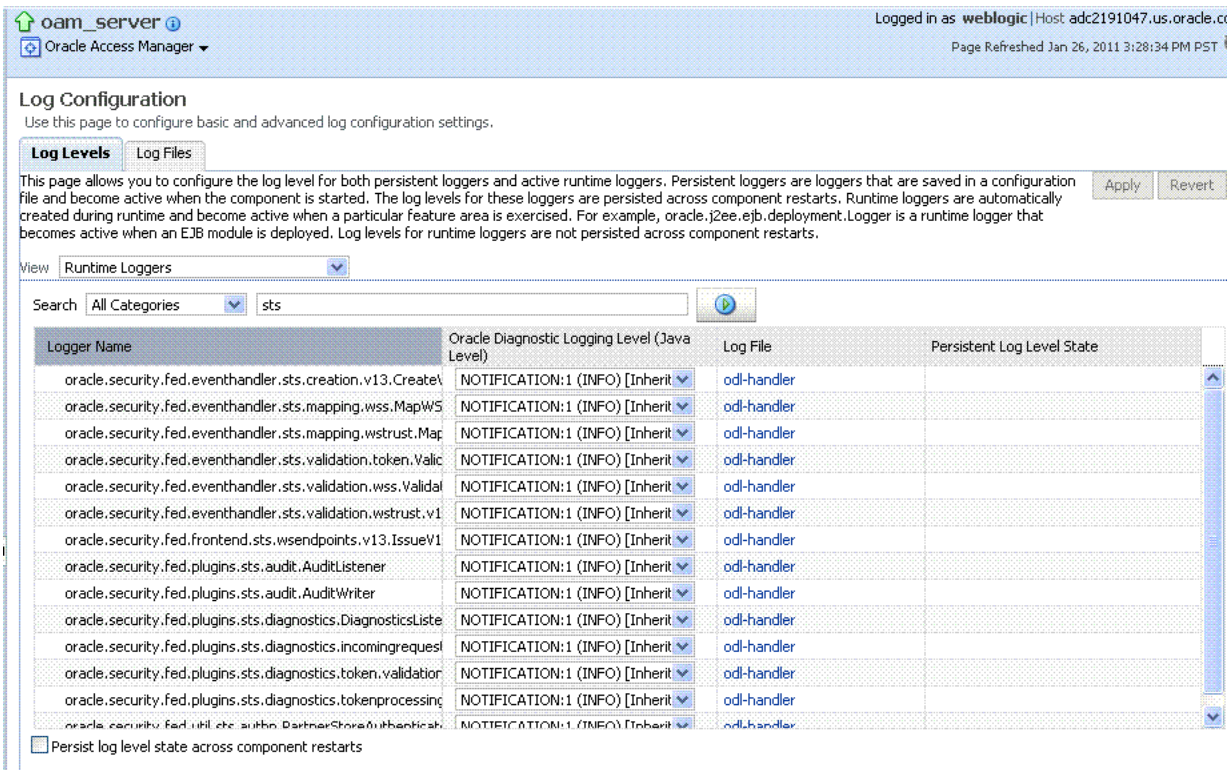 oam_server
Logged in as weblogic|Host adc2191047.us.oracle.co
Oracle Access Manager
Page Refreshed Jan 26, 2011 3:28:34 PM PST
Log Configuration
Use this page to configure basic and advanced log configuration settings.
Log Levels Log Files
This page allows you to configure the log level for both persistent loggers and active runtime loggers. Persistent loggers are loggers that are saved in a configuration
file and become active when the component is started. The log levels for these loggers are persisted across component restarts. Runtime loggers are automatically
created during runtime and become active when a particular feature area is exercised. For example, oracle.j2ee.ejb.deployment.Logger is a runtime logger that
becomes active when an EJB module is deployed. Log levels for runtime loggers are not persisted across component restarts.
Apply Revert
View Runtime Loggers
Search All Categories sts
Logger Name Oracle Diagnostic Logging Level (Java Level) Log File Persistent Log Level State
oracle.security.fed.eventhandler.sts.creation.v13.Create\ NOTIFICATION:1 (INFO) [Inherit odl-handler
oracle.security.fed.eventhandler.sts.mapping.wss.MapWS NOTIFICATION:1 (INFO) [Inherit odl-handler
oracle.security.fed.eventhandler.sts.mapping.wstrust.Map NOTIFICATION:1 (INFO) [Inherit odl-handler
oracle.security.fed.eventhandler.sts.validation.token.Valic NOTIFICATION:1 (INFO) [Inherit odl-handler
oracle.security.fed.eventhandler.sts.validation.wss.Validat NOTIFICATION:1 (INFO) [Inherit odl-handler
oracle.security.fed.eventhandler.sts.validation.wstrust.v1 NOTIFICATION:1 (INFO) [Inherit odl-handler
oracle.security.fed.frontend.sts.wsendpoints.v13.IssueV1 NOTIFICATION:1 (INFO) [Inherit odl-handler
oracle.security.fed.plugins.sts.audit.AuditListener NOTIFICATION:1 (INFO) [Inherit odl-handler
oracle.security.fed.plugins.sts.audit.AuditWriter NOTIFICATION:1 (INFO) [Inherit odl-handler
oracle.security.fed.plugins.sts.diagnostics.DiagnosticsListe NOTIFICATION:1 (INFO) [Inherit odl-handler
oracle.security.fed.plugins.sts.diagnostics.incomingrequest NOTIFICATION:1 (INFO) [Inherit odl-handler
oracle.security.fed.plugins.sts.diagnostics.token.validation NOTIFICATION:1 (INFO) [Inherit odl-handler
oracle.security.fed.plugins.sts.diagnostics.tokenprocessing NOTIFICATION:1 (INFO) [Inherit odl-handler
oracle.security.fed.util.sts.authn.PartnerStoreAuthenticat NOTIFICATION:1 (INFO) [Inherit odl-handler
Persist log level state across component restarts